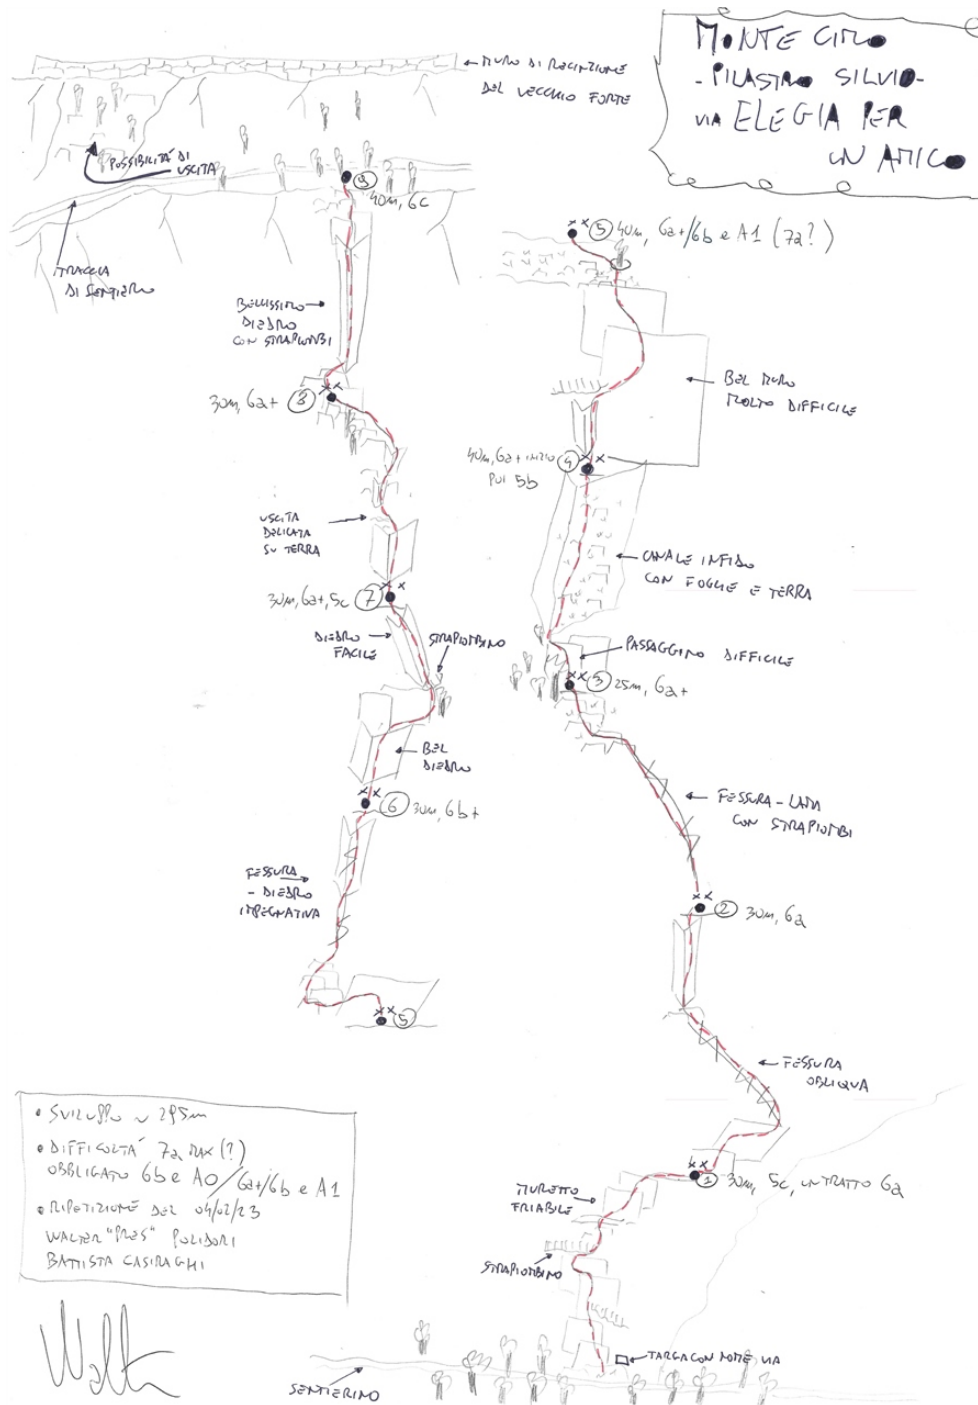 MONTE CIMO
- PILASTRO SILVIO -
VIA ELEGIA PER
UN AMICO
← MURO DI RECINZIONE
DEL VECCHIO FORTE
POSSIBILITÁ DI
USCITA
9
40m, 6c
TRACCIA
DI SENTIERO
BELLISSIMO
DIEDRO
CON STRAPIOMBI
30m, 6a+ 8
USCITA
DELICATA
SU TERRA
30m, 6a+, 5c 7
DIEDRO
FACILE
STRAPIOMBINO
BEL
DIEDRO
6 30m, 6b+
FESSURA
- DIEDRO
IMPEGNATIVA
5
5 40m, 6a+/6b e A1 (7a?)
BEL MURO
MOLTO DIFFICILE
40m, 6a+ INIZIO 4
POI 5b
CANALE INFIDO
CON FOGLIE E TERRA
PASSAGGINO DIFFICILE
3 25m, 6a+
FESSURA - LAMA
CON STRAPIOMBI
2 30m, 6a
FESSURA
OBLIQUA
1 30m, 5c, UN TRATTO 6a
MURETTO
FRIABILE
STRAPIOMBINO
TARGA CON NOME VIA
SENTIERINO
• SVILUPPO ~ 295m
• DIFFICOLTÁ 7a MAX (?)
OBBLIGATO 6b e A0/6a+/6b e A1
• RIPETIZIONE DEL 04/02/23
WALTER "PRES" POLIDORI
BATTISTA CASIRAGHI